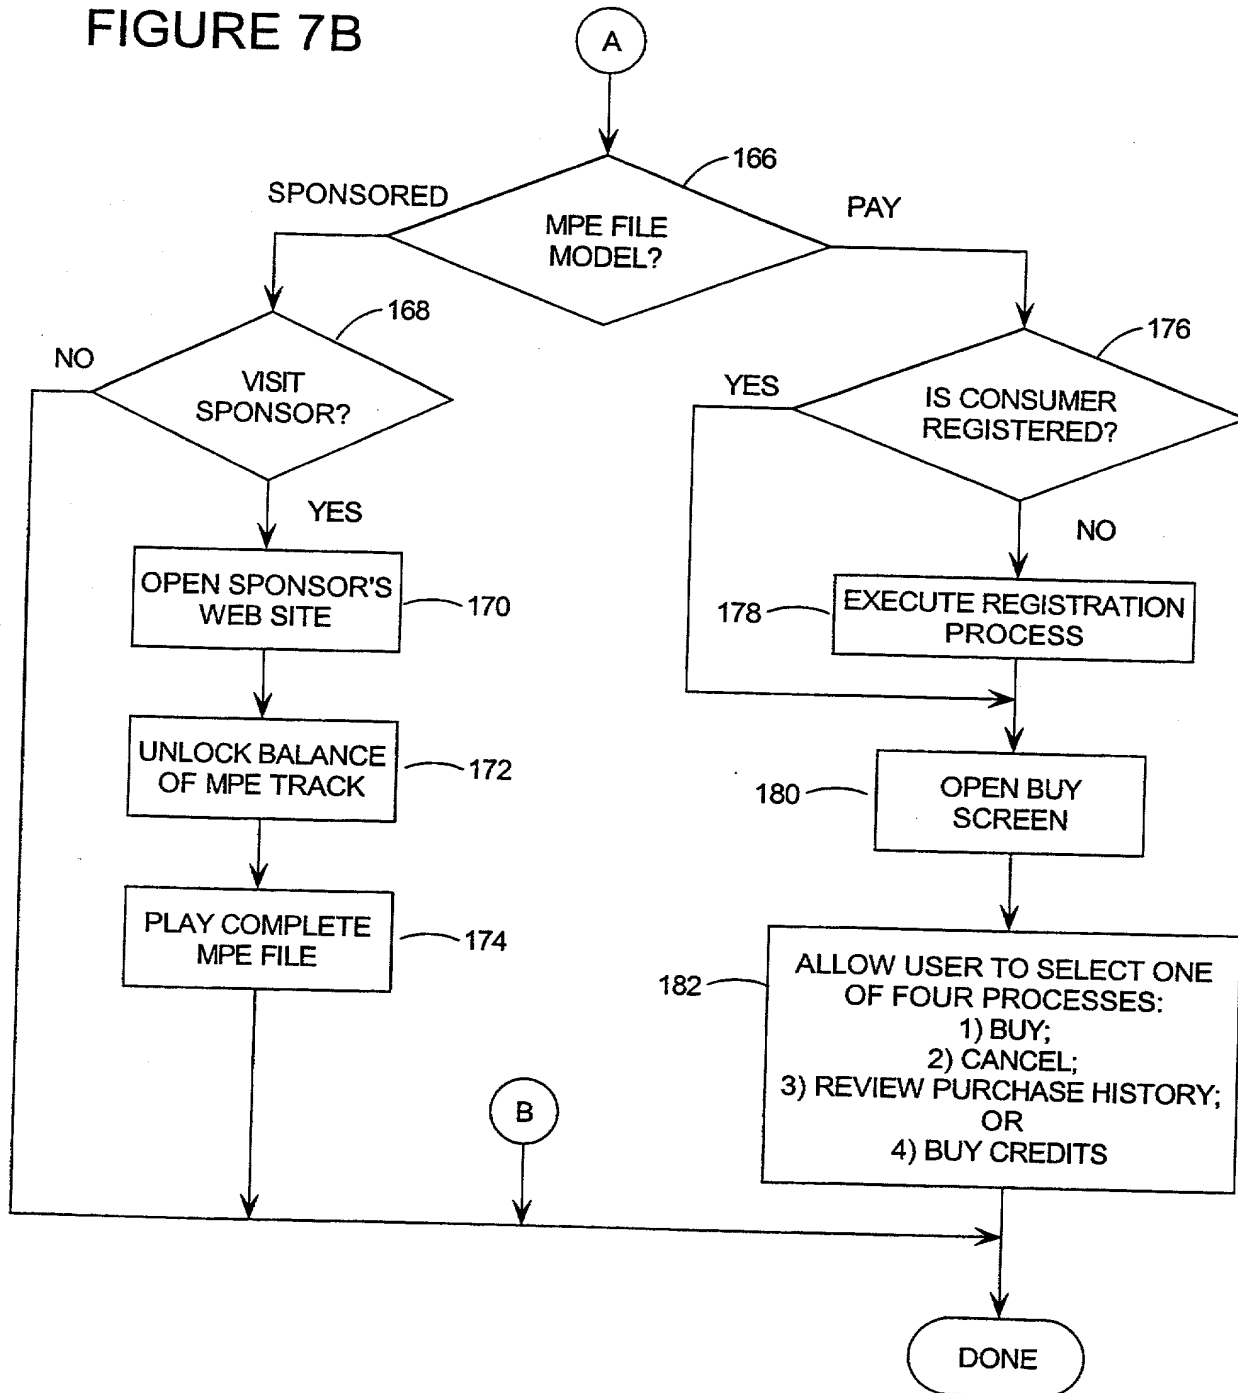 FIGURE 7B
A
166
SPONSORED
PAY
MPE FILE
MODEL?
168
176
NO
VISIT
SPONSOR?
YES
IS CONSUMER
REGISTERED?
YES
NO
OPEN SPONSOR'S
WEB SITE
170
178
EXECUTE REGISTRATION
PROCESS
UNLOCK BALANCE
OF MPE TRACK
172
180
OPEN BUY
SCREEN
PLAY COMPLETE
MPE FILE
174
182
ALLOW USER TO SELECT ONE
OF FOUR PROCESSES:
1) BUY;
2) CANCEL;
3) REVIEW PURCHASE HISTORY;
OR
4) BUY CREDITS
B
DONE